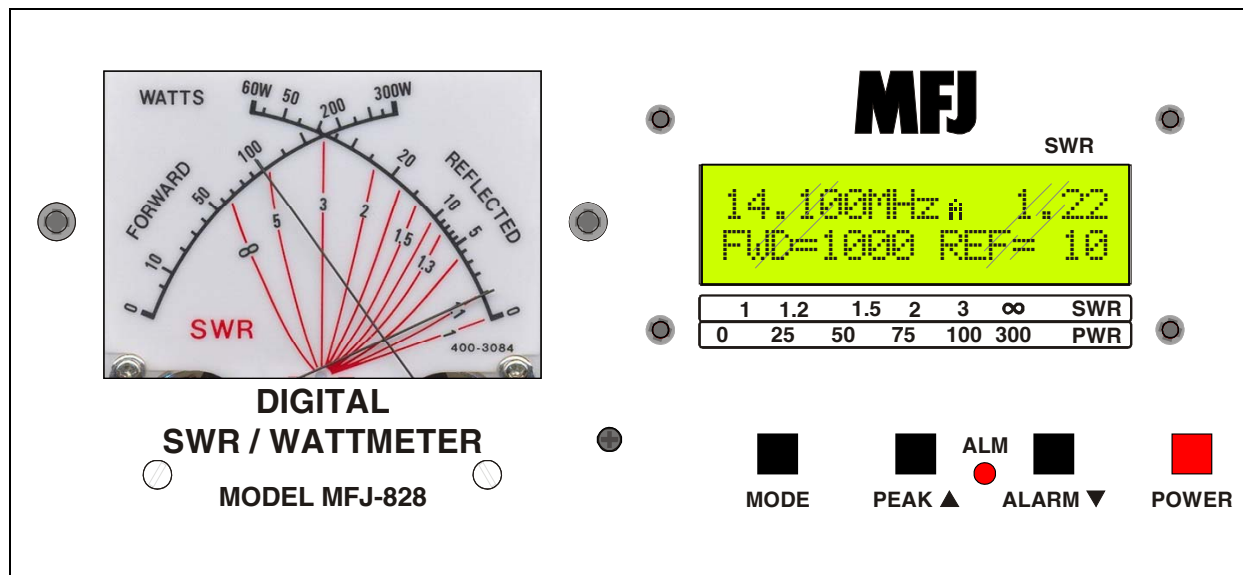 WATTS
60W 50 200 300W
100 20
50 10
5
10
0 0
FORWARD
REFLECTED
∞ 5 3 2 1.5 1.3 1.1 1
SWR
400-3084
DIGITAL
SWR / WATTMETER
MODEL MFJ-828
MFJ
SWR
14.100MHz A 1.22
FWD=1000 REF= 10
1 1.2 1.5 2 3 ∞ SWR
0 25 50 75 100 300 PWR
ALM
MODE PEAK ▲ ALARM ▼ POWER